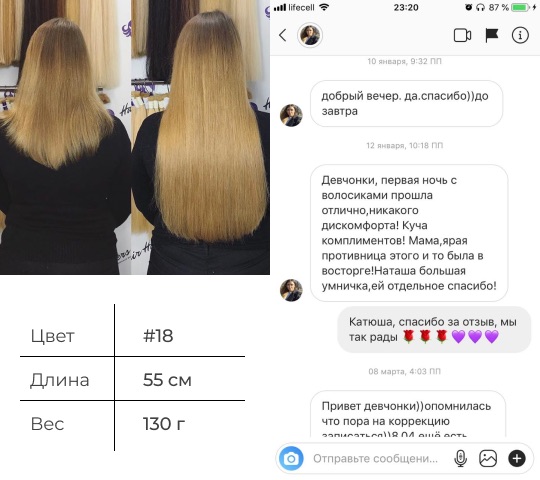 Цвет #18
Длина 55 см
Вес 130 г
lifecell 23:20 87 %
10 января, 9:32 ПП
добрый вечер. да.спасибо))до
завтра
12 января, 10:18 ПП
Девчонки, первая ночь с
волосиками прошла
отлично,никакого
дискомфорта! Куча
комплиментов! Мама,ярая
противница этого и то была в
восторге!Наташа большая
умничка,ей отдельное спасибо!
Катюша, спасибо за отзыв, мы
так рады 🌹🌹🌹💜💜💜
08 марта, 4:03 ПП
Привет девчонки))опомнилась
что пора на коррекцию
записаться))8.04 ещё есть
Отправьте сообщени...